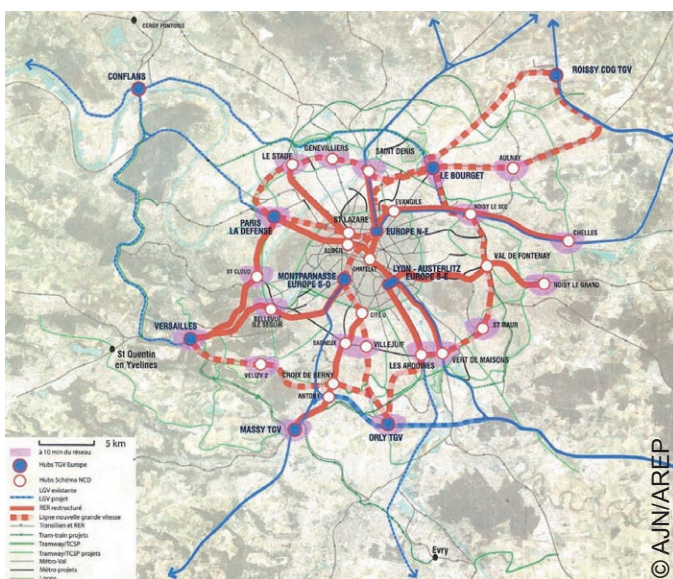 CERGY PONTOISE
CONFLANS
ROISSY CDG TGV
GENEVILLIERS
SAINT DENIS
LE STADE
LE BOURGET
AULNAY
EVANGILE
NOISY LE SEC
PARIS
LA DEFENSE
ST LAZARE
EUROPE N-E
CHELLES
AUBER
CHATELET
VAL DE FONTENAY
ST CLOUD
MONTPARNASSE
EUROPE S-O
LYON - AUSTERLITZ
EUROPE S-E
NOISY LE GRAND
BELLEVUE
ILE SEGUIN
CITE U
ST MAUR
VERSAILLES
BAGNEUX
VILLEJUIF
St Quentin
en Yvelines
VELIZY 2
CROIX DE BERNY
LES ARDOINES
VERT DE MAISONS
ANTONY
MASSY TGV
ORLY TGV
Evry
5 km
à 10 min du réseau
Hubs TGV Europe
Hubs Schéma NCD
LGV existante
LGV projet
RER restructuré
Ligne nouvelle grande vitesse
Transilien et RER
Tram-train projets
Tramway/TCSP
Tramway/TCSP projets
Métro-Val
Métro projets
© AJN/AREP